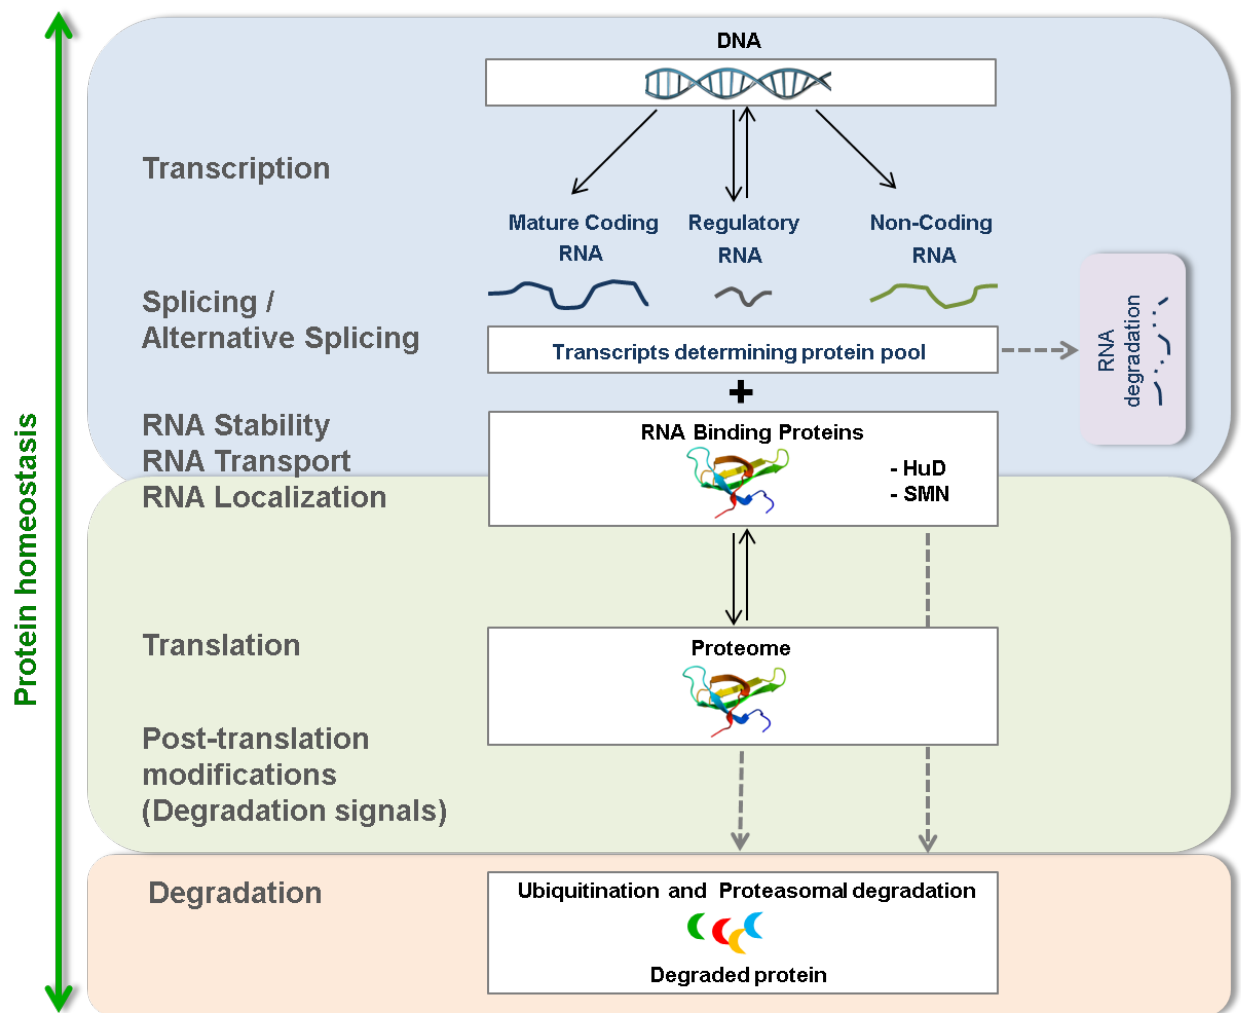 DNA
Transcription
Mature Coding
RNA
Regulatory
RNA
Non-Coding
RNA
Splicing /
Alternative Splicing
Transcripts determining protein pool
RNA
degradation
+
RNA Stability
RNA Transport
RNA Localization
RNA Binding Proteins
- HuD
- SMN
Protein homeostasis
Translation
Proteome
Post-translation
modifications
(Degradation signals)
Degradation
Ubiquitination and Proteasomal degradation
Degraded protein